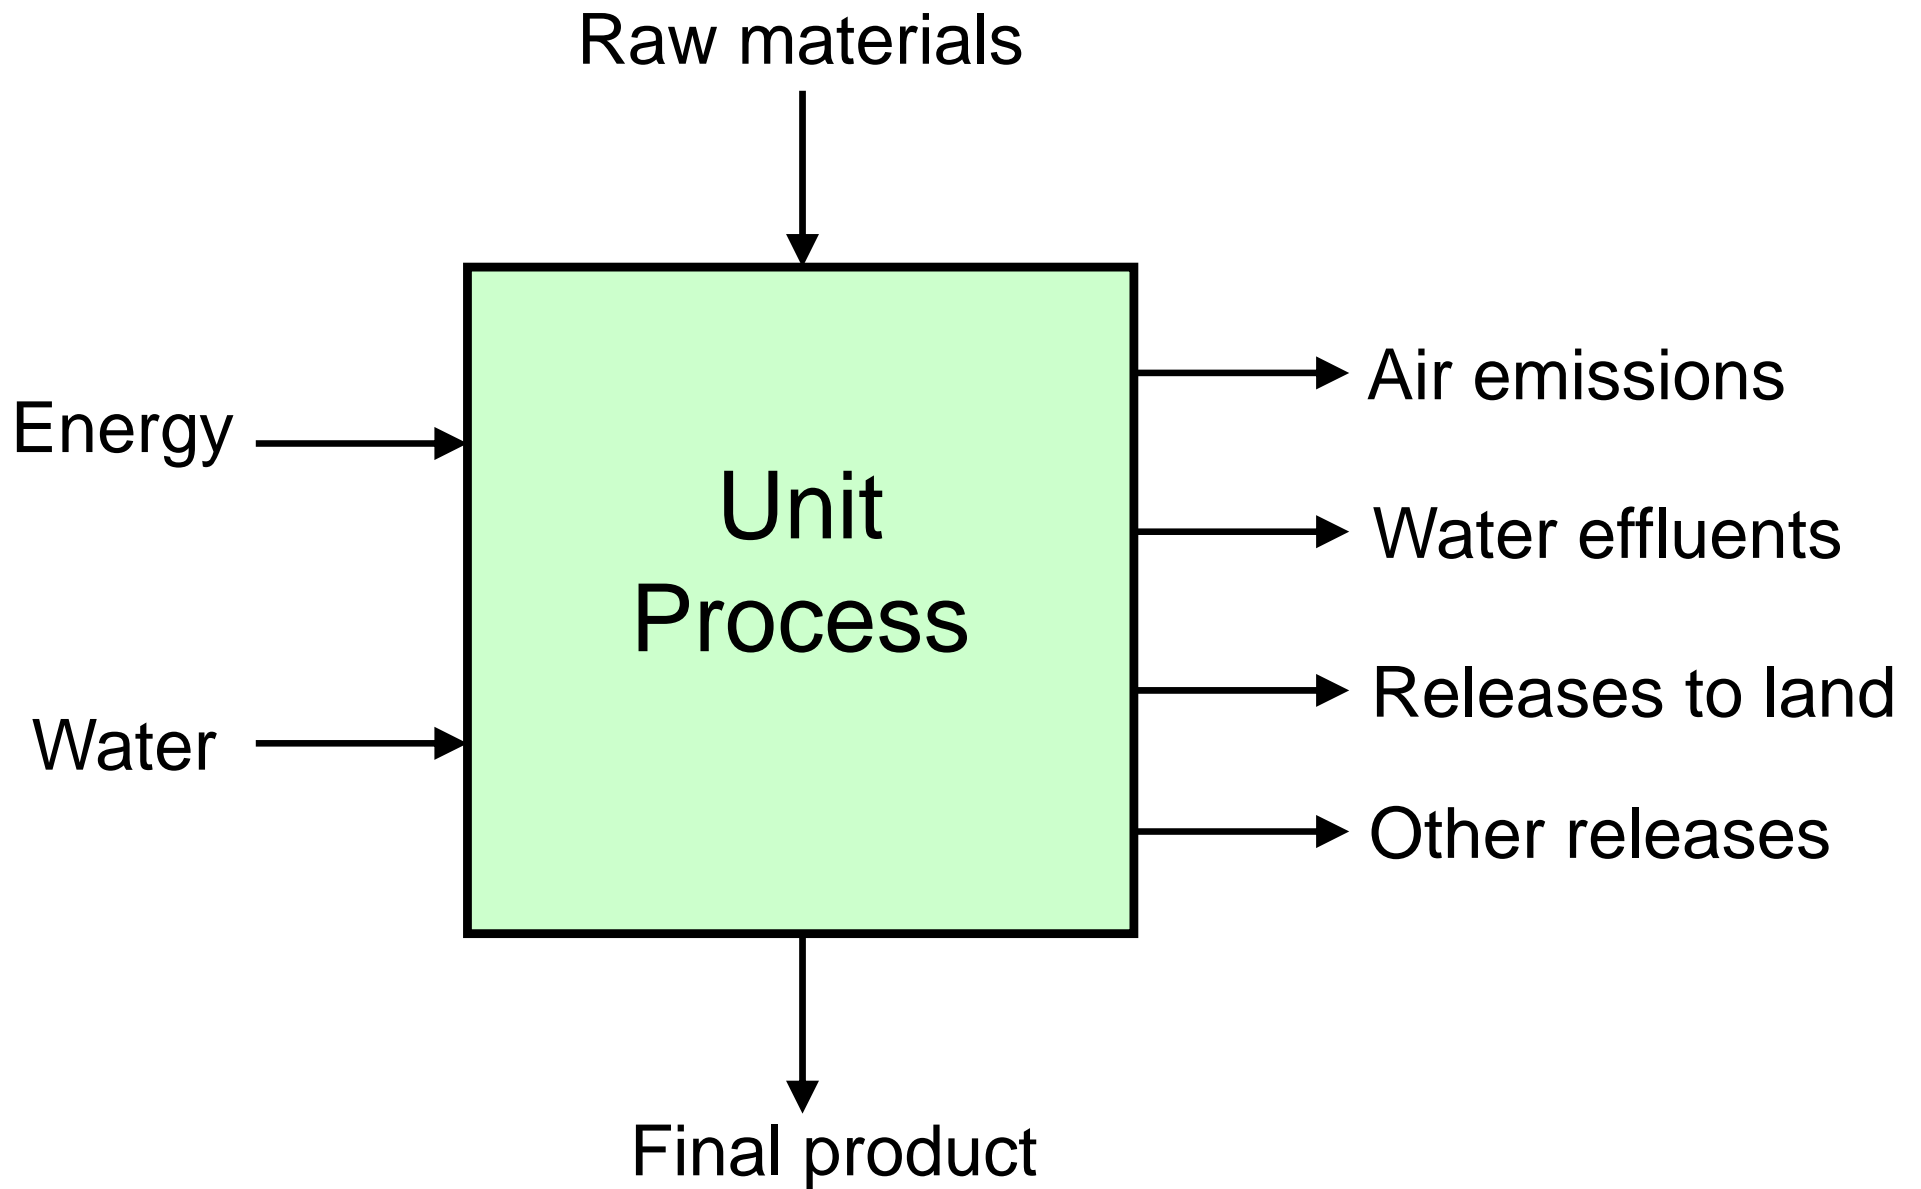 Raw materials
Energy
Water
Unit
Process
Air emissions
Water effluents
Releases to land
Other releases
Final product